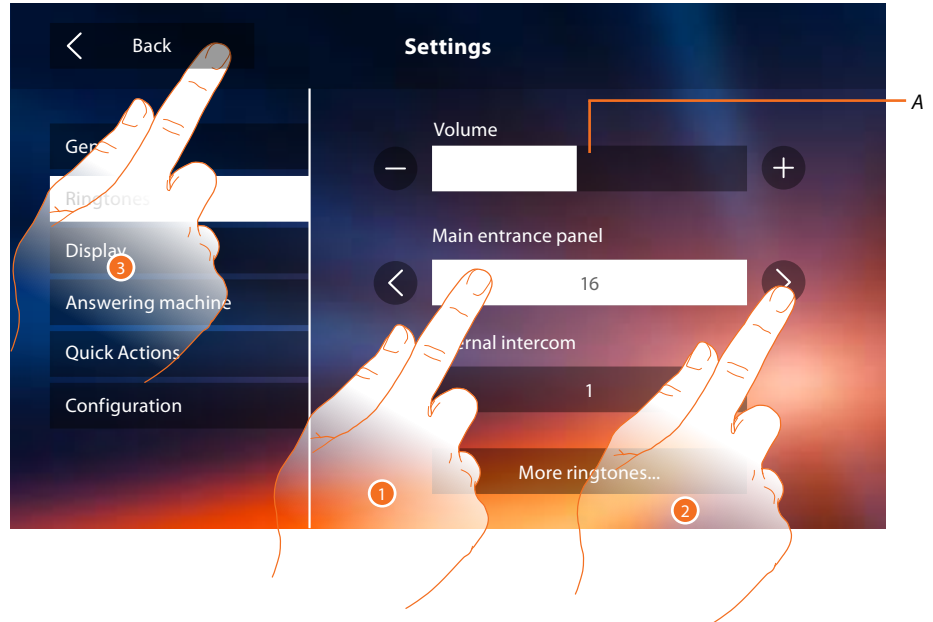 Back
Settings
A
Volume
Ringtones
Main entrance panel
Display
3
16
Answering machine
Quick Actions
1
Configuration
More ringtones...
1
2